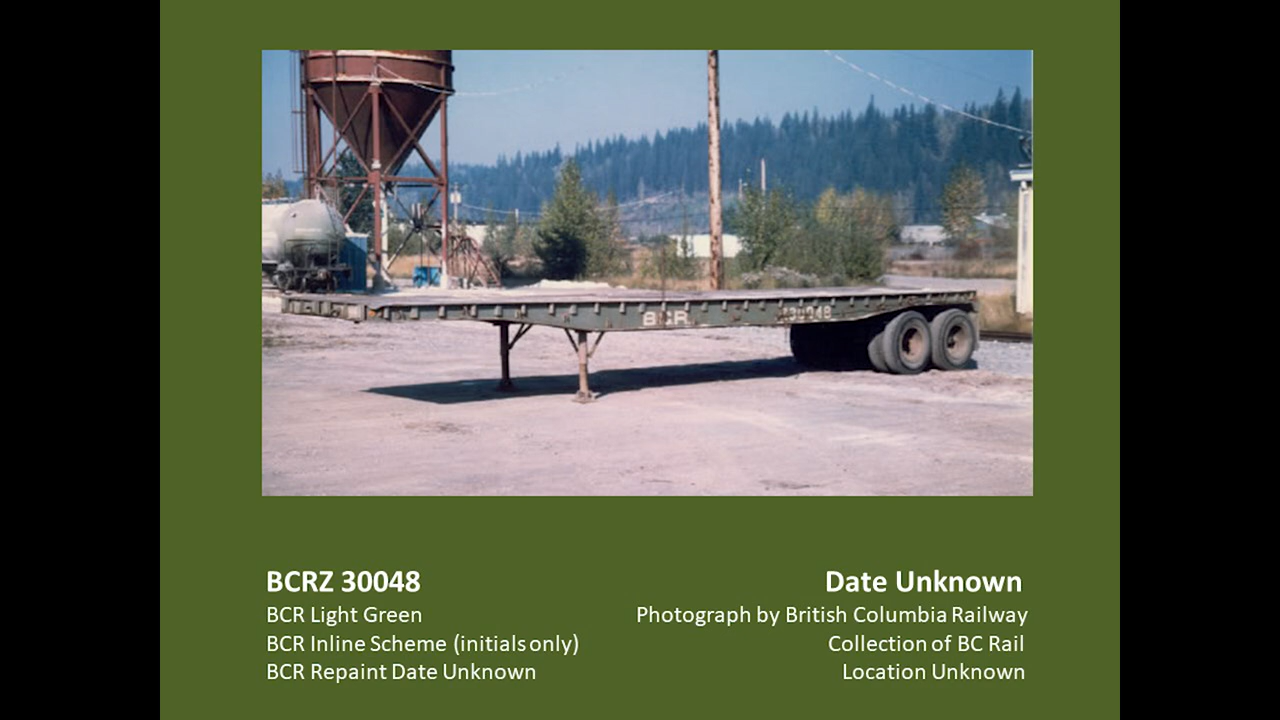 BCR
30048
BCRZ 30048
BCR Light Green
BCR Inline Scheme (initials only)
BCR Repaint Date Unknown
Date Unknown
Photograph by British Columbia Railway
Collection of BC Rail
Location Unknown